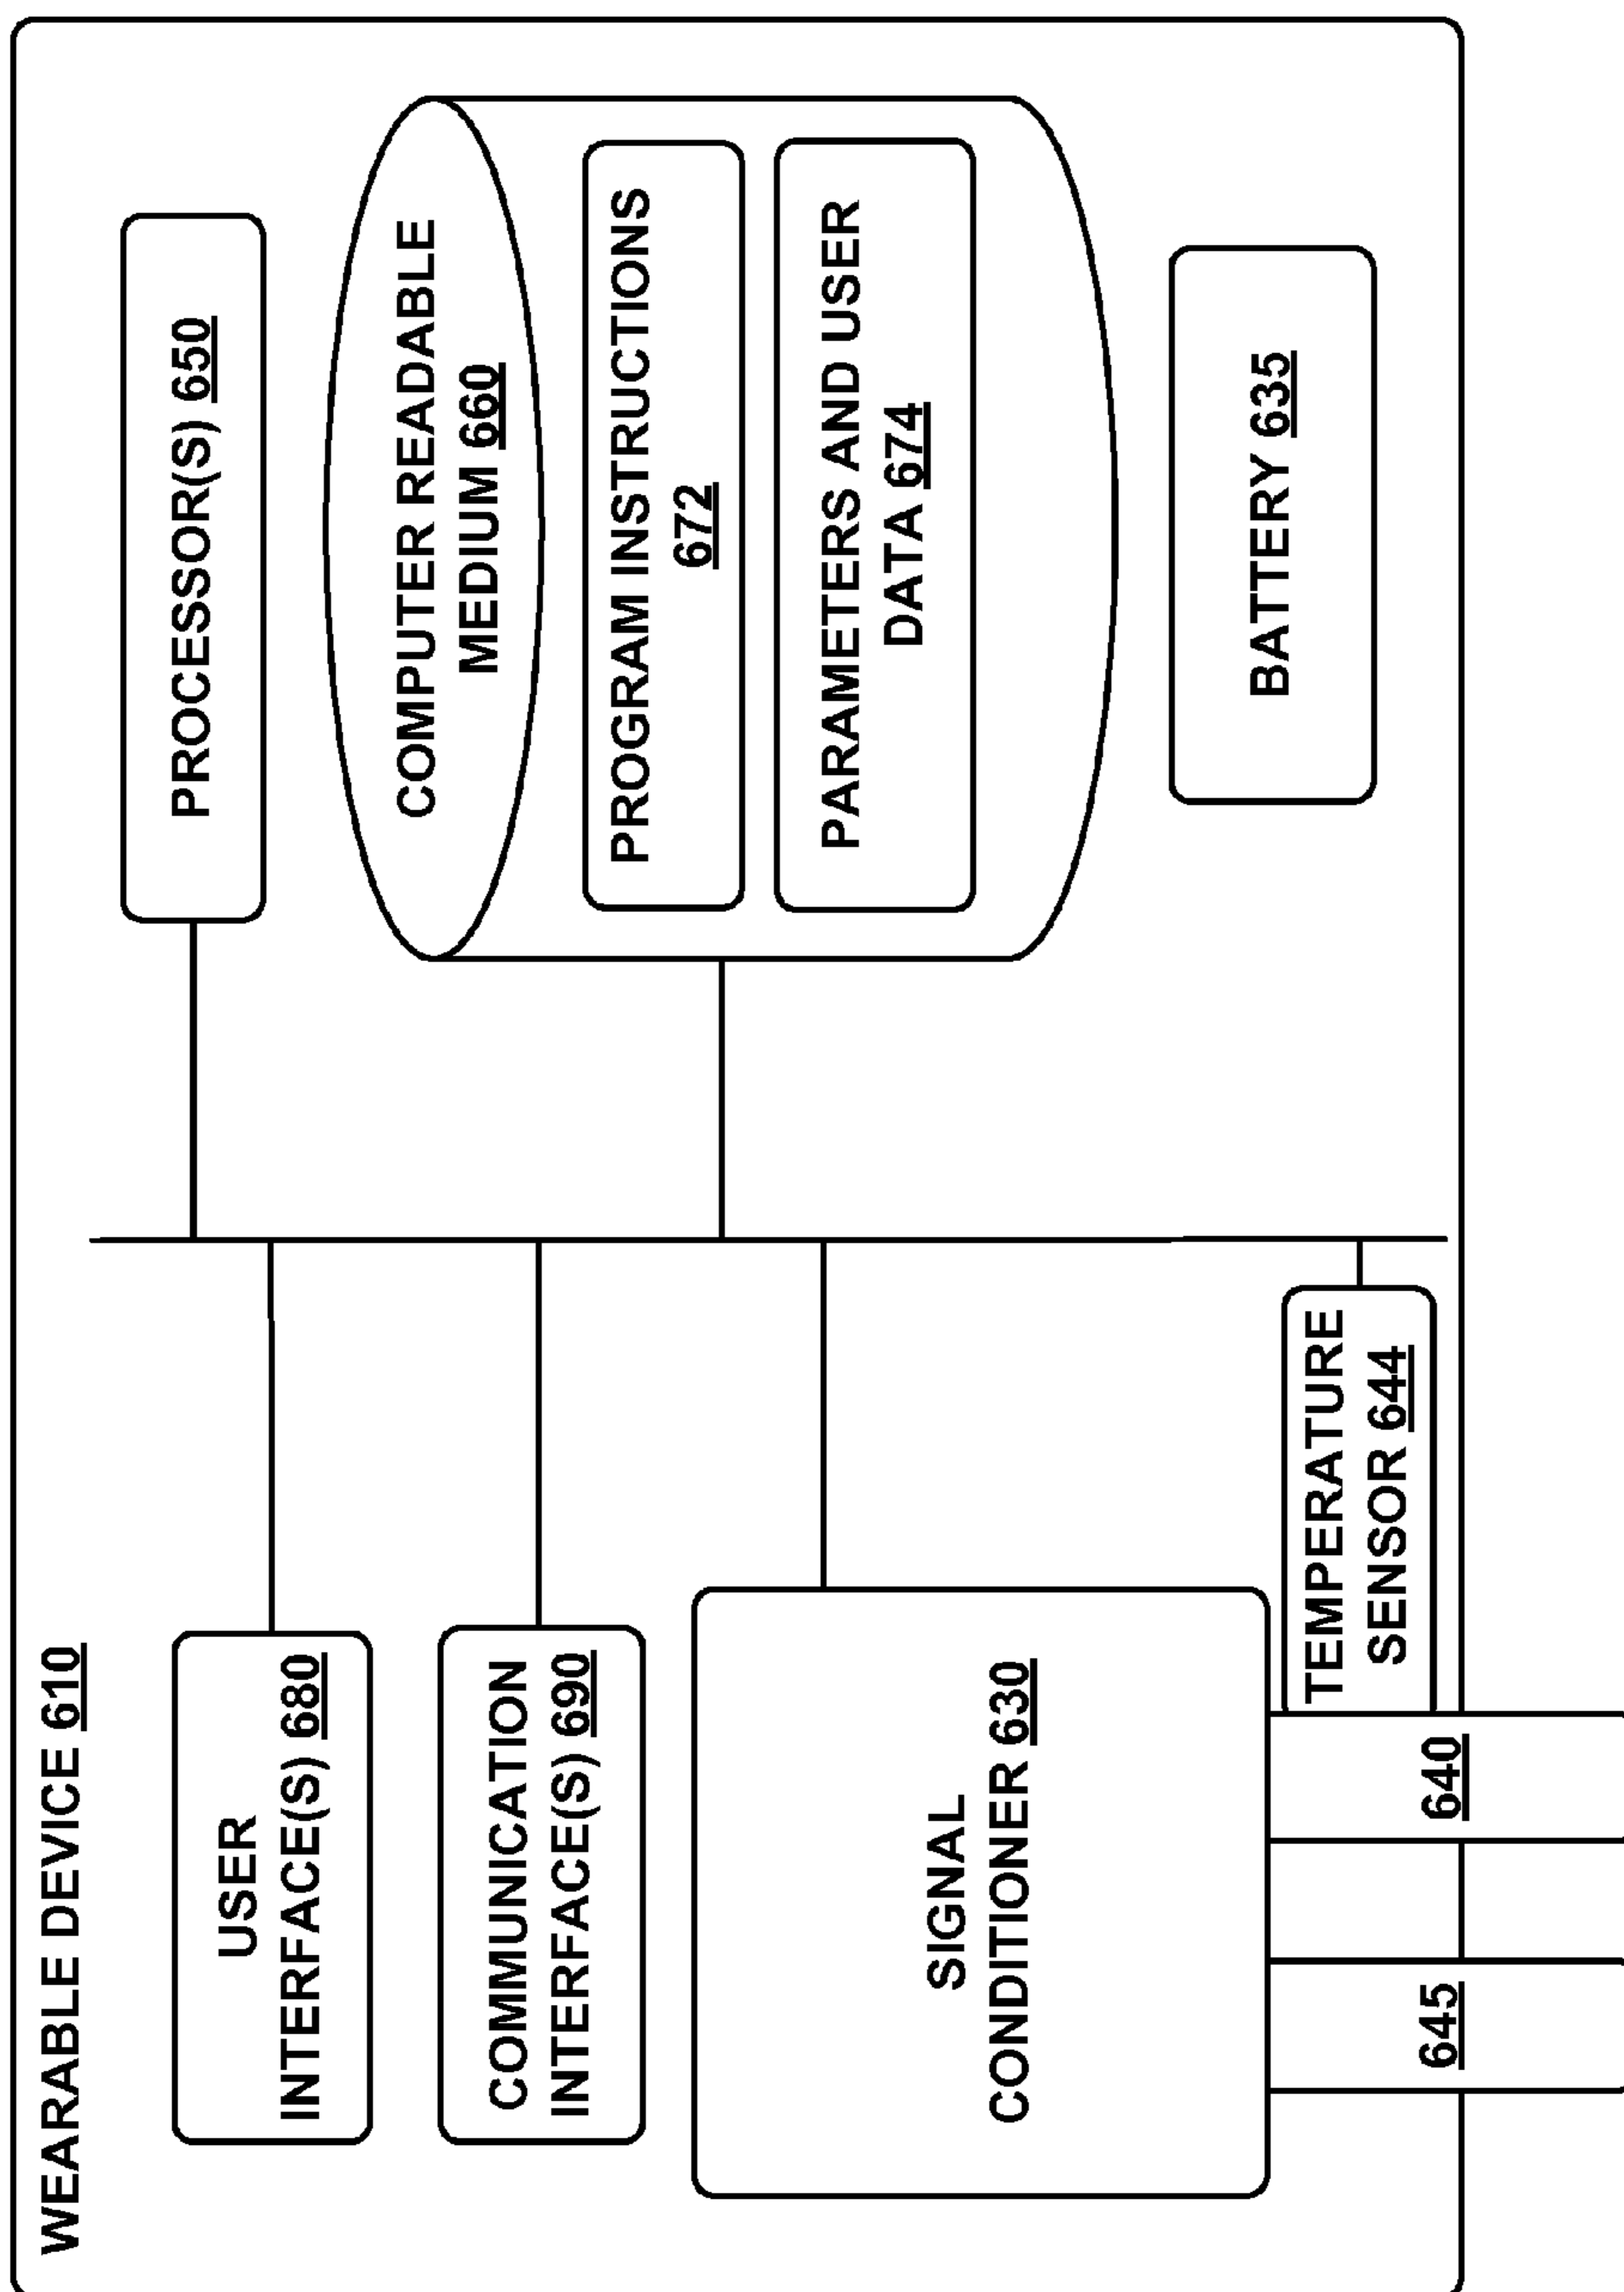 WEARABLE DEVICE 610
USER
INTERFACE(S) 680
COMMUNICATION
INTERFACE(S) 690
SIGNAL
CONDITIONER 630
645
640
TEMPERATURE
SENSOR 644
PROCESSOR(S) 650
COMPUTER READABLE
MEDIUM 660
PROGRAM INSTRUCTIONS
672
PARAMETERS AND USER
DATA 674
BATTERY 635